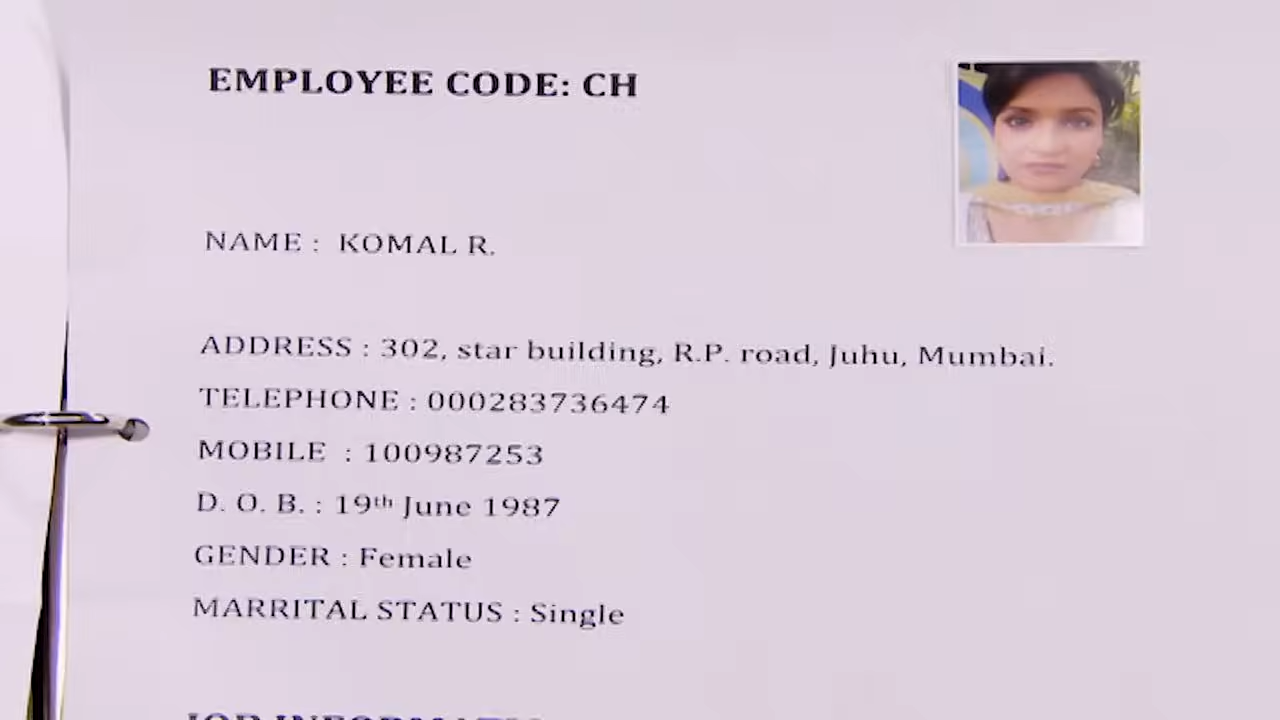 EMPLOYEE CODE: CH
NAME : KOMAL R.
ADDRESS : 302, star building, R.P. road, Juhu, Mumbai.
TELEPHONE : 000283736474
MOBILE : 100987253
D. O. B. : 19th June 1987
GENDER : Female
MARRITAL STATUS : Single
JOB